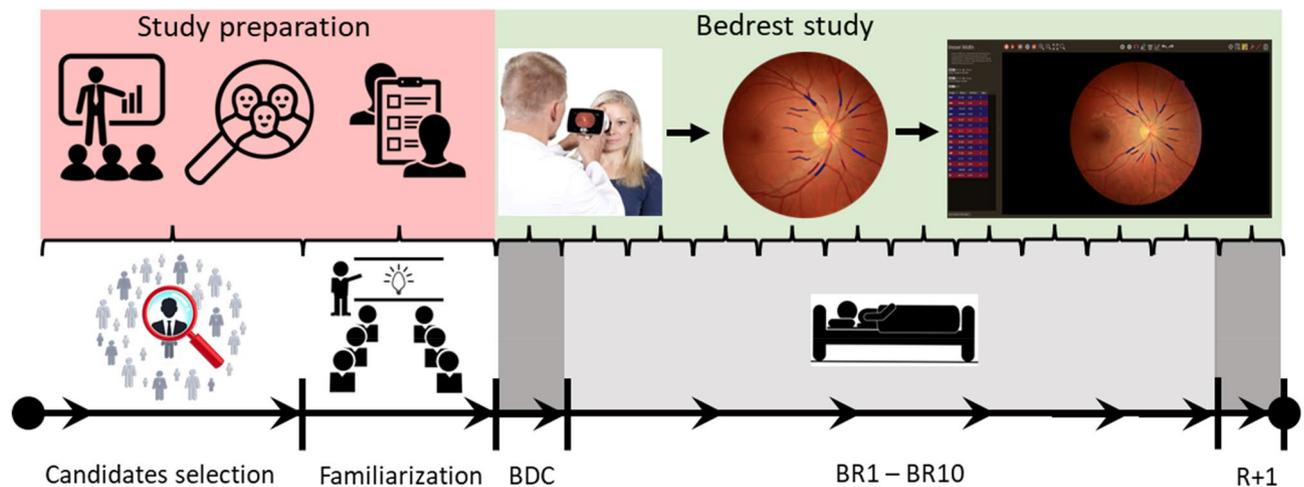 Study preparation
Bedrest study
Candidates selection
Familiarization
BDC
BR1 – BR10
R+1